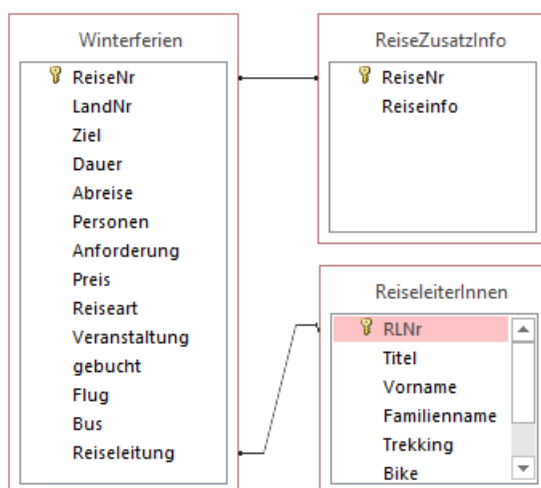 Winterferien
ReiseNr
LandNr
Ziel
Dauer
Abreise
Personen
Anforderung
Preis
Reiseart
Veranstaltung
gebucht
Flug
Bus
Reiseleitung
ReiseZusatzInfo
ReiseNr
Reiseinfo
ReiseleiterInnen
RLNr
Titel
Vorname
Familienname
Trekking
Bike